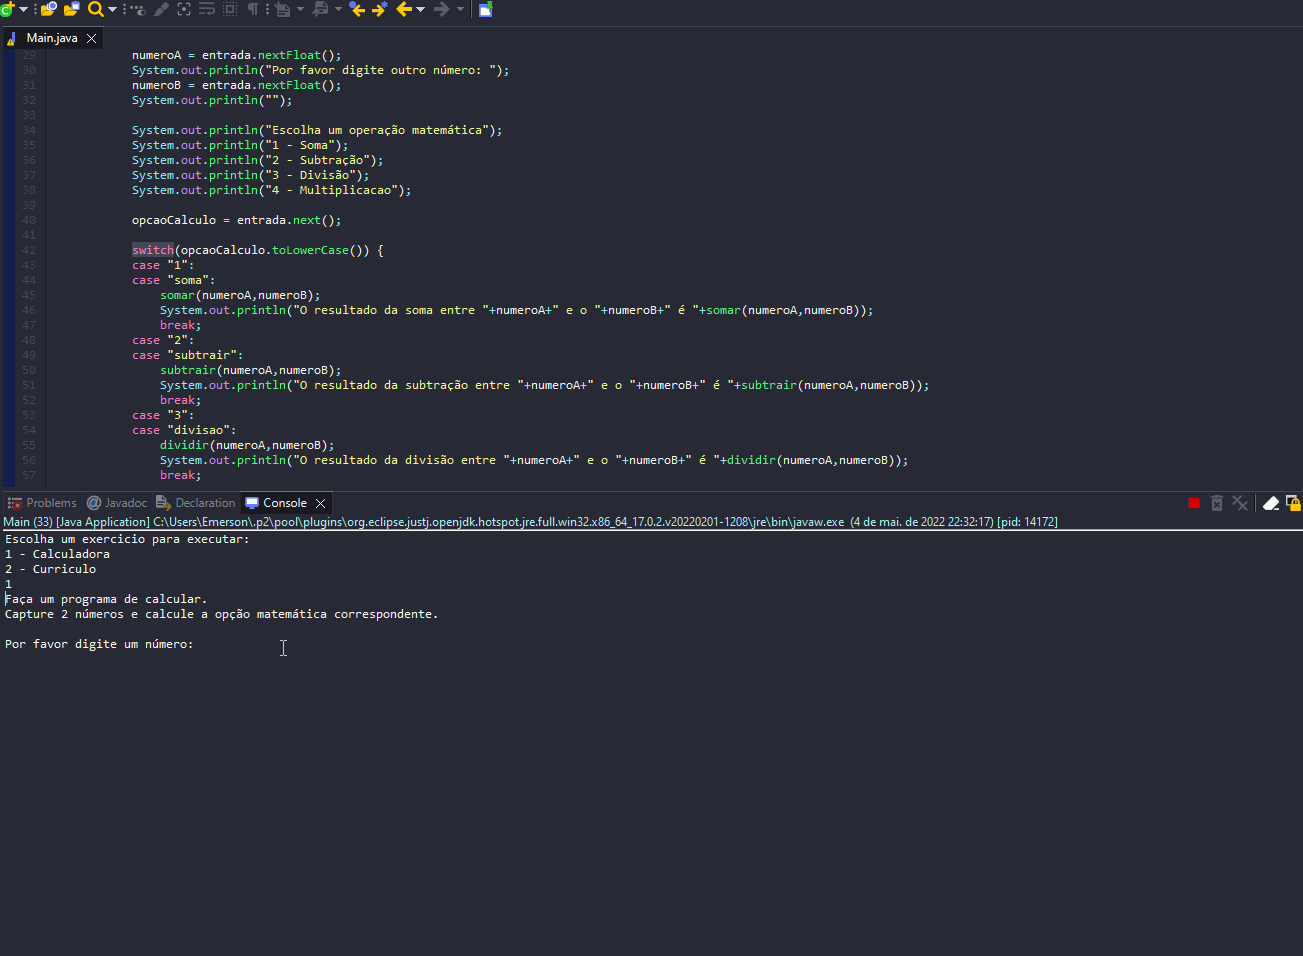 Main.java
29 numeroA = entrada.nextFloat();
30 System.out.println("Por favor digite outro número: ");
31 numeroB = entrada.nextFloat();
32 System.out.println("");
33
34 System.out.println("Escolha um operação matemática");
35 System.out.println("1 - Soma");
36 System.out.println("2 - Subtração");
37 System.out.println("3 - Divisão");
38 System.out.println("4 - Multiplicacao");
39
40 opcaoCalculo = entrada.next();
41
42 switch(opcaoCalculo.toLowerCase()) {
43 case "1":
44 case "soma":
45 somar(numeroA,numeroB);
46 System.out.println("O resultado da soma entre "+numeroA+" e o "+numeroB+" é "+somar(numeroA,numeroB));
47 break;
48 case "2":
49 case "subtrair":
50 subtrair(numeroA,numeroB);
51 System.out.println("O resultado da subtração entre "+numeroA+" e o "+numeroB+" é "+subtrair(numeroA,numeroB));
52 break;
53 case "3":
54 case "divisao":
55 dividir(numeroA,numeroB);
56 System.out.println("O resultado da divisão entre "+numeroA+" e o "+numeroB+" é "+dividir(numeroA,numeroB));
57 break;
Problems @ Javadoc Declaration Console
Main (33) [Java Application] C:\Users\Emerson\.p2\pool\plugins\org.eclipse.justj.openjdk.hotspot.jre.full.win32.x86_64_17.0.2.v20220201-1208\jre\bin\javaw.exe (4 de mai. de 2022 22:32:17) [pid: 14172]
Escolha um exercicio para executar:
1 - Calculadora
2 - Curriculo
1
Faça um programa de calcular.
Capture 2 números e calcule a opção matemática correspondente.
Por favor digite um número: